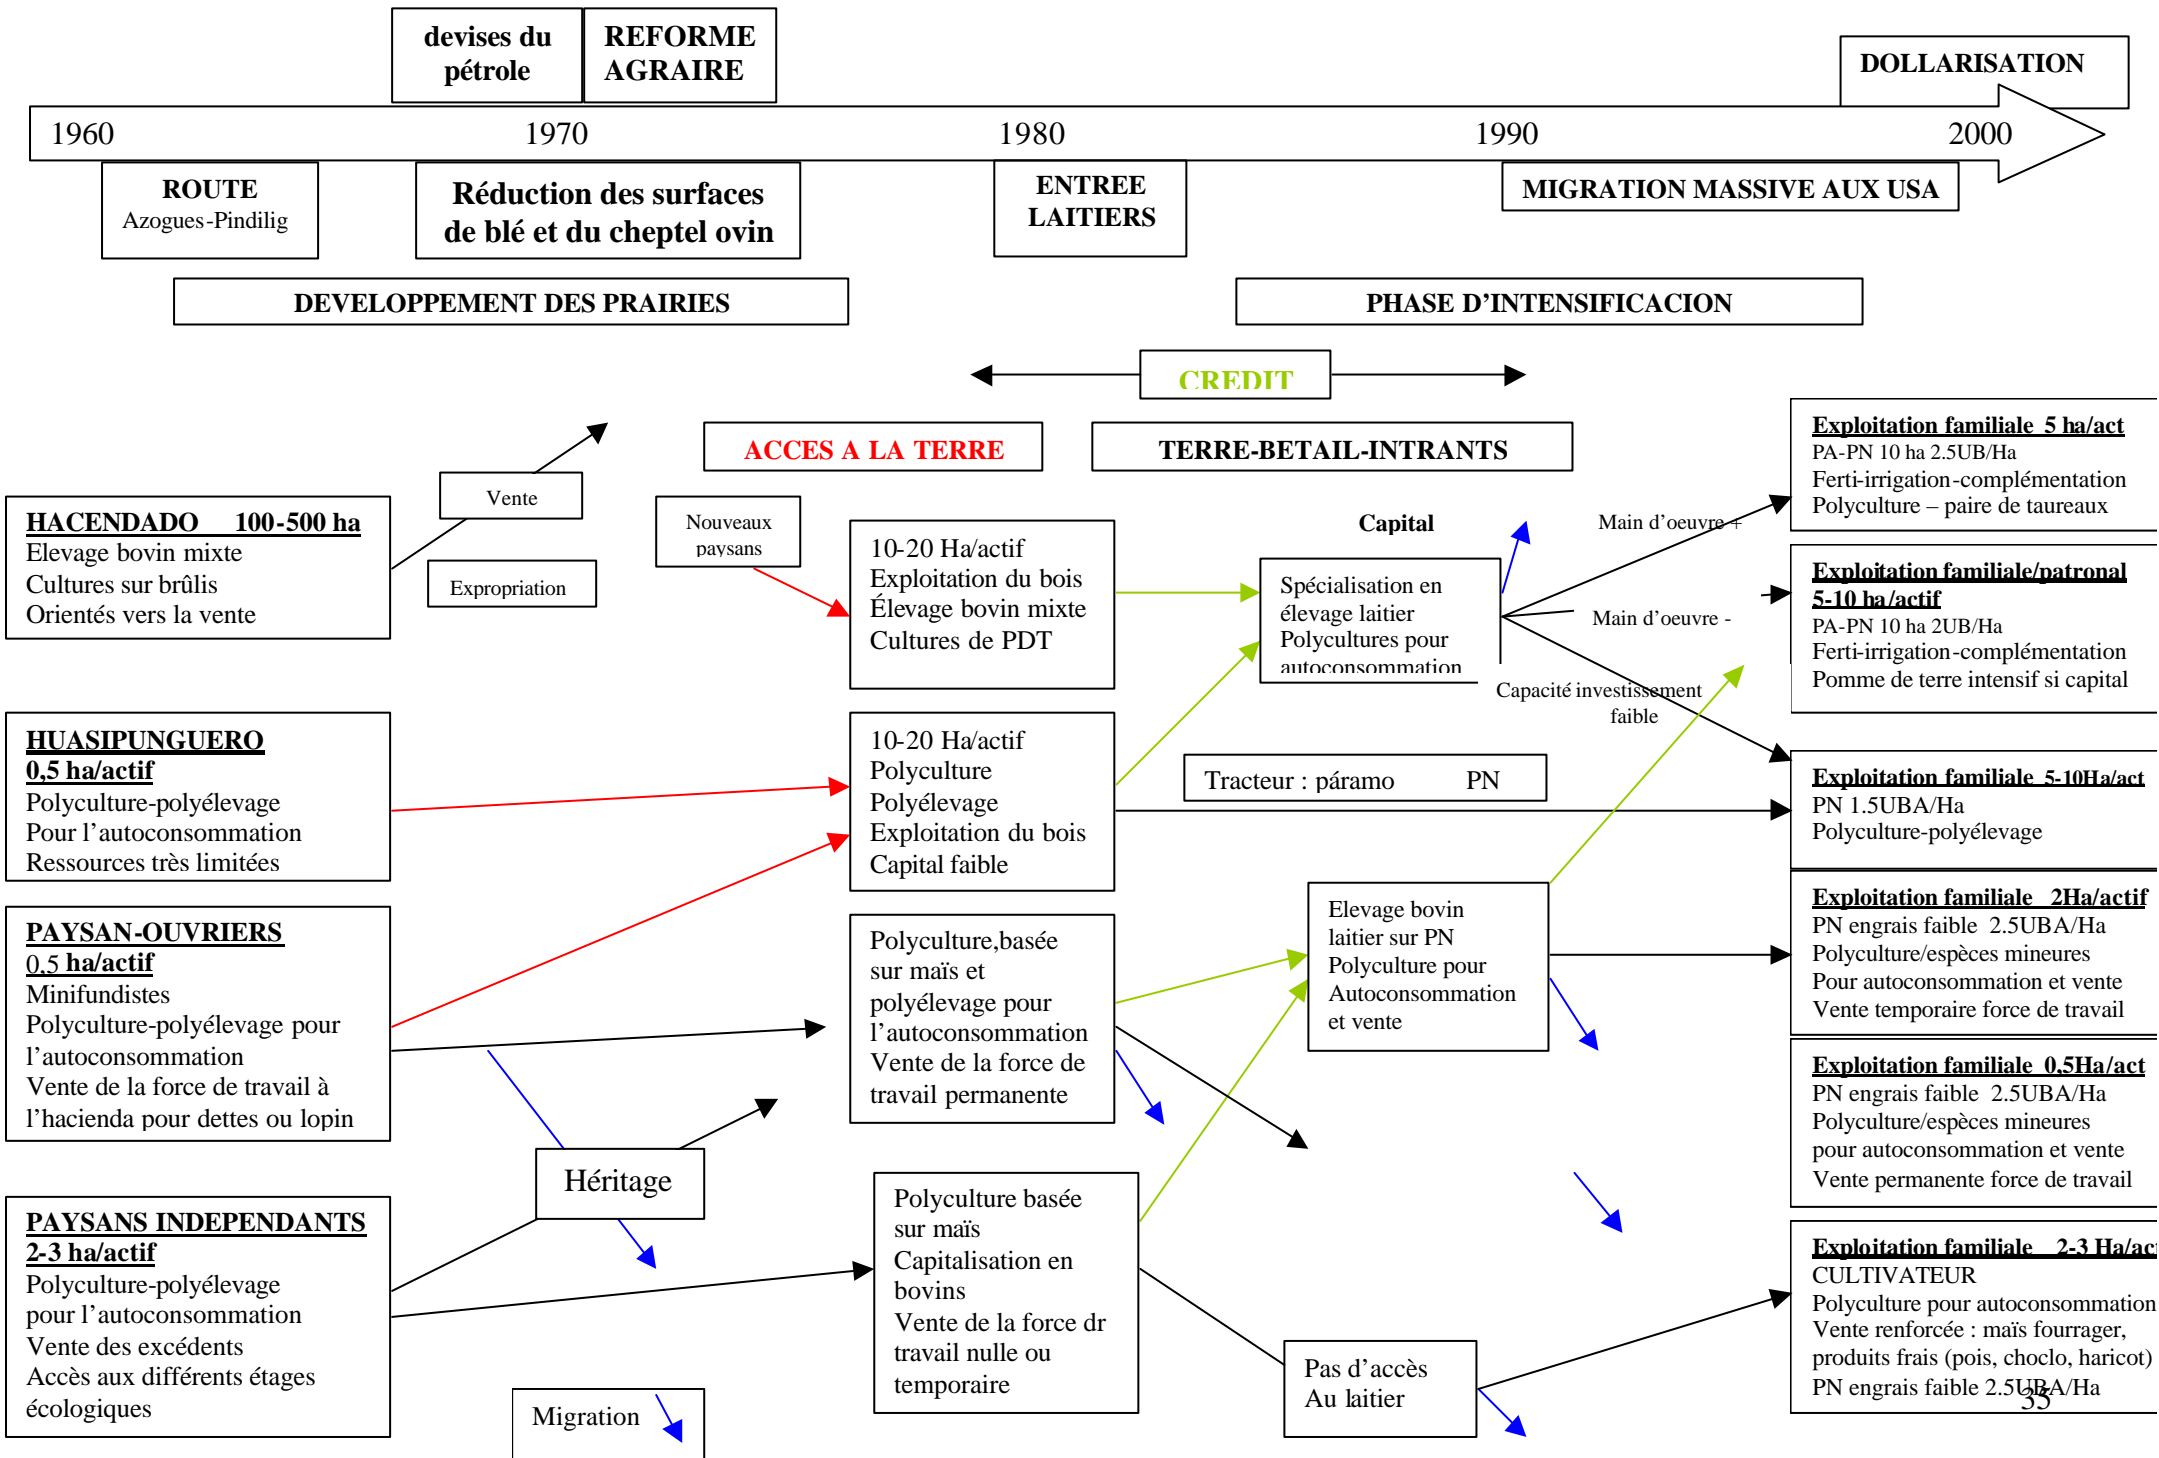 devises du
pétrole
REFORME
AGRAIRE
DOLLARISATION
1960
1970
1980
1990
2000
ROUTE
Azogues-Pindilig
Réduction des surfaces
de blé et du cheptel ovin
ENTREE
LAITIERS
MIGRATION MASSIVE AUX USA
DEVELOPPEMENT DES PRAIRIES
PHASE D'INTENSIFICACION
CREDIT
ACCES A LA TERRE
TERRE-BETAIL-INTRANTS
Vente
Expropriation
HACENDADO 100-500 ha
Elevage bovin mixte
Cultures sur brûlis
Orientés vers la vente
Nouveaux
paysans
10-20 Ha/actif
Exploitation du bois
Élevage bovin mixte
Cultures de PDT
Capital
Spécialisation en
élevage laitier
Polycultures pour
autoconsommation
Main d'oeuvre +
Main d'oeuvre -
Capacité investissement
faible
Exploitation familiale 5 ha/act
PA-PN 10 ha 2.5UB/Ha
Ferti-irrigation-complémentation
Polyculture – paire de taureaux
Exploitation familiale/patronal
5-10 ha/actif
PA-PN 10 ha 2UB/Ha
Ferti-irrigation-complémentation
Pomme de terre intensif si capital
HUASIPUNGUERO
0,5 ha/actif
Polyculture-polyélevage
Pour l'autoconsommation
Ressources très limitées
10-20 Ha/actif
Polyculture
Polyélevage
Exploitation du bois
Capital faible
Tracteur : páramo PN
Exploitation familiale 5-10Ha/act
PN 1.5UBA/Ha
Polyculture-polyélevage
PAYSAN-OUVRIERS
0,5 ha/actif
Minifundistes
Polyculture-polyélevage pour
l'autoconsommation
Vente de la force de travail à
l'hacienda pour dettes ou lopin
Polyculture,basée
sur maïs et
polyélevage pour
l'autoconsommation
Vente de la force de
travail permanente
Elevage bovin
laitier sur PN
Polyculture pour
Autoconsommation
et vente
Exploitation familiale 2Ha/actif
PN engrais faible 2.5UBA/Ha
Polyculture/espèces mineures
Pour autoconsommation et vente
Vente temporaire force de travail
Exploitation familiale 0,5Ha/act
PN engrais faible 2.5UBA/Ha
Polyculture/espèces mineures
pour autoconsommation et vente
Vente permanente force de travail
Héritage
PAYSANS INDEPENDANTS
2-3 ha/actif
Polyculture-polyélevage
pour l'autoconsommation
Vente des excédents
Accès aux différents étages
écologiques
Migration
Polyculture basée
sur maïs
Capitalisation en
bovins
Vente de la force dr
travail nulle ou
temporaire
Pas d'accès
Au laitier
Exploitation familiale 2-3 Ha/act
CULTIVATEUR
Polyculture pour autoconsommation
Vente renforcée : maïs fourrager,
produits frais (pois, choclo, haricot)
PN engrais faible 2.5UBA/Ha
35